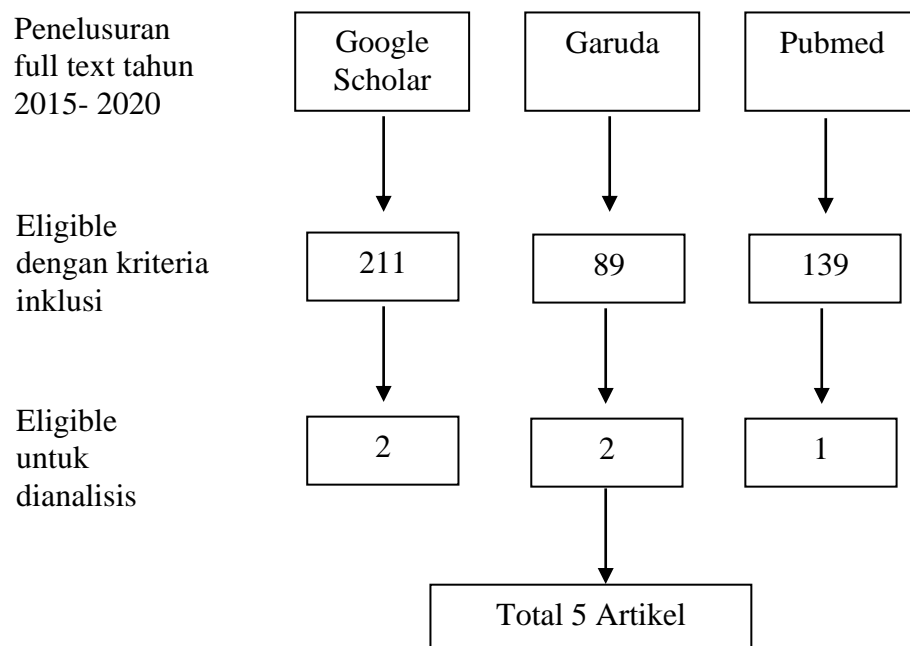 Penelusuran
full text tahun
2015- 2020
Google
Scholar
Garuda
Pubmed
Eligible
dengan kriteria
inklusi
211
89
139
Eligible
untuk
dianalisis
2
2
1
Total 5 Artikel